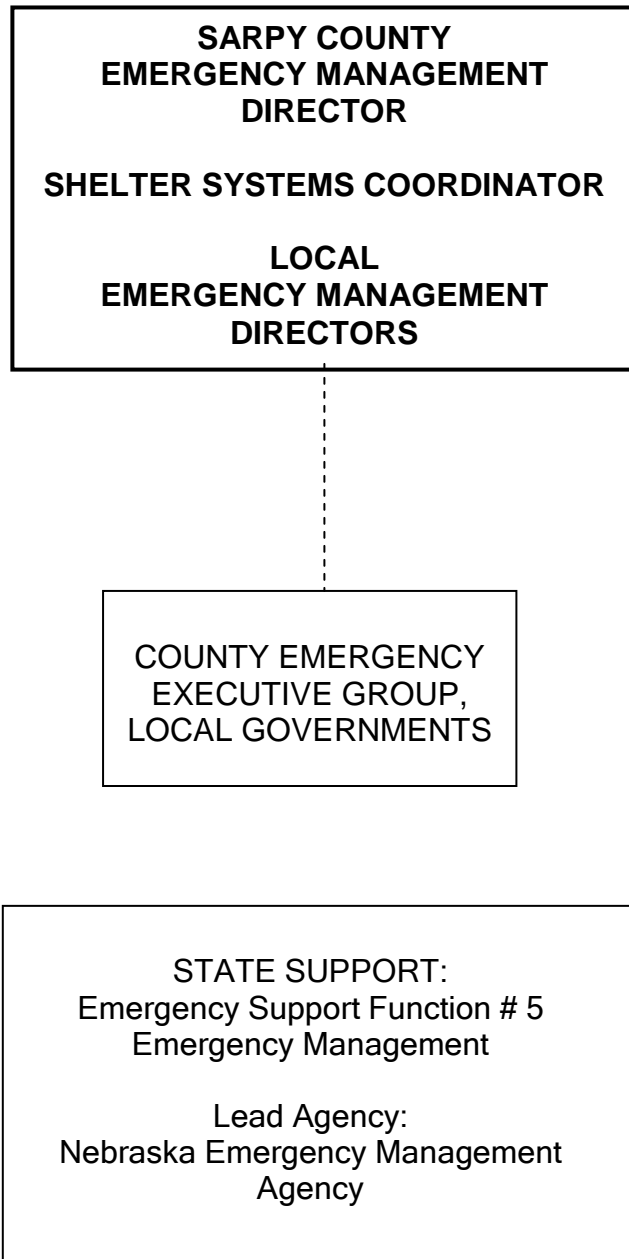 SARPY COUNTY
EMERGENCY MANAGEMENT
DIRECTOR
SHELTER SYSTEMS COORDINATOR
LOCAL
EMERGENCY MANAGEMENT
DIRECTORS
COUNTY EMERGENCY
EXECUTIVE GROUP,
LOCAL GOVERNMENTS
STATE SUPPORT:
Emergency Support Function # 5
Emergency Management
Lead Agency:
Nebraska Emergency Management
Agency